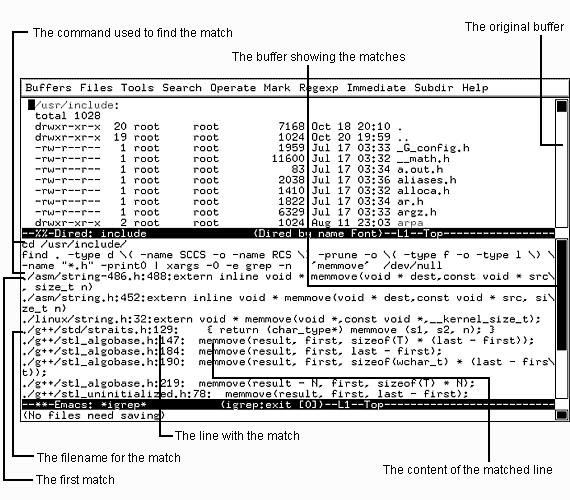 The command used to find the match
The original buffer
The buffer showing the matches
Buffers Files Tools Search Operate Mark Regexp Immediate Subdir Help
/usr/include:
total 1028
drwxr-xr-x 20 root root 7168 Oct 18 20:10 .
drwxr-xr-x 19 root root 1024 Oct 20 19:59 ..
-rw-r--r-- 1 root root 1959 Jul 17 03:33 _G_config.h
-rw-r--r-- 1 root root 11600 Jul 17 03:32 __math.h
-rw-r--r-- 1 root root 83 Jul 17 03:34 a.out.h
-rw-r--r-- 1 root root 2038 Jul 17 03:36 aliases.h
-rw-r--r-- 1 root root 1410 Jul 17 03:32 alloca.h
-rw-r--r-- 1 root root 1822 Jul 17 03:34 ar.h
-rw-r--r-- 1 root root 6329 Jul 17 03:33 argz.h
drwxr-xr-x 2 root root 1024 Aug 11 23:03 arpa
--%%-Dired: include (Dired by name Font)--L1--Top--
cd /usr/include/
find . -type d \( -name SCCS -o -name RCS \) -prune -o \( -type f -o -type l \) \
-name "*.h" -print0 | xargs -0 -e grep -n 'memmove' /dev/null
./asm/string-486.h:488:extern inline void * memmove(void * dest,const void * src\
, size_t n)
./asm/string.h:452:extern inline void * memmove(void * dest,const void * src, si\
ze_t n)
./linux/string.h:32:extern void * memmove(void *,const void *,__kernel_size_t);
./g++/std/straits.h:129: { return (char_type*) memmove (s1, s2, n); }
./g++/stl_algobase.h:147: memmove(result, first, sizeof(T) * (last - first));
./g++/stl_algobase.h:184: memmove(result, first, last - first);
./g++/stl_algobase.h:190: memmove(result, first, sizeof(wchar_t) * (last - firs\
t));
./g++/stl_algobase.h:219: memmove(result - N, first, sizeof(T) * N);
./g++/stl_uninitialized.h:78: memmove(result, first, last - first);
--**-Emacs: *igrep* (igrep:exit [0])--L1--Top--
(No files need saving)
The line with the match
The filename for the match
The content of the matched line
The first match